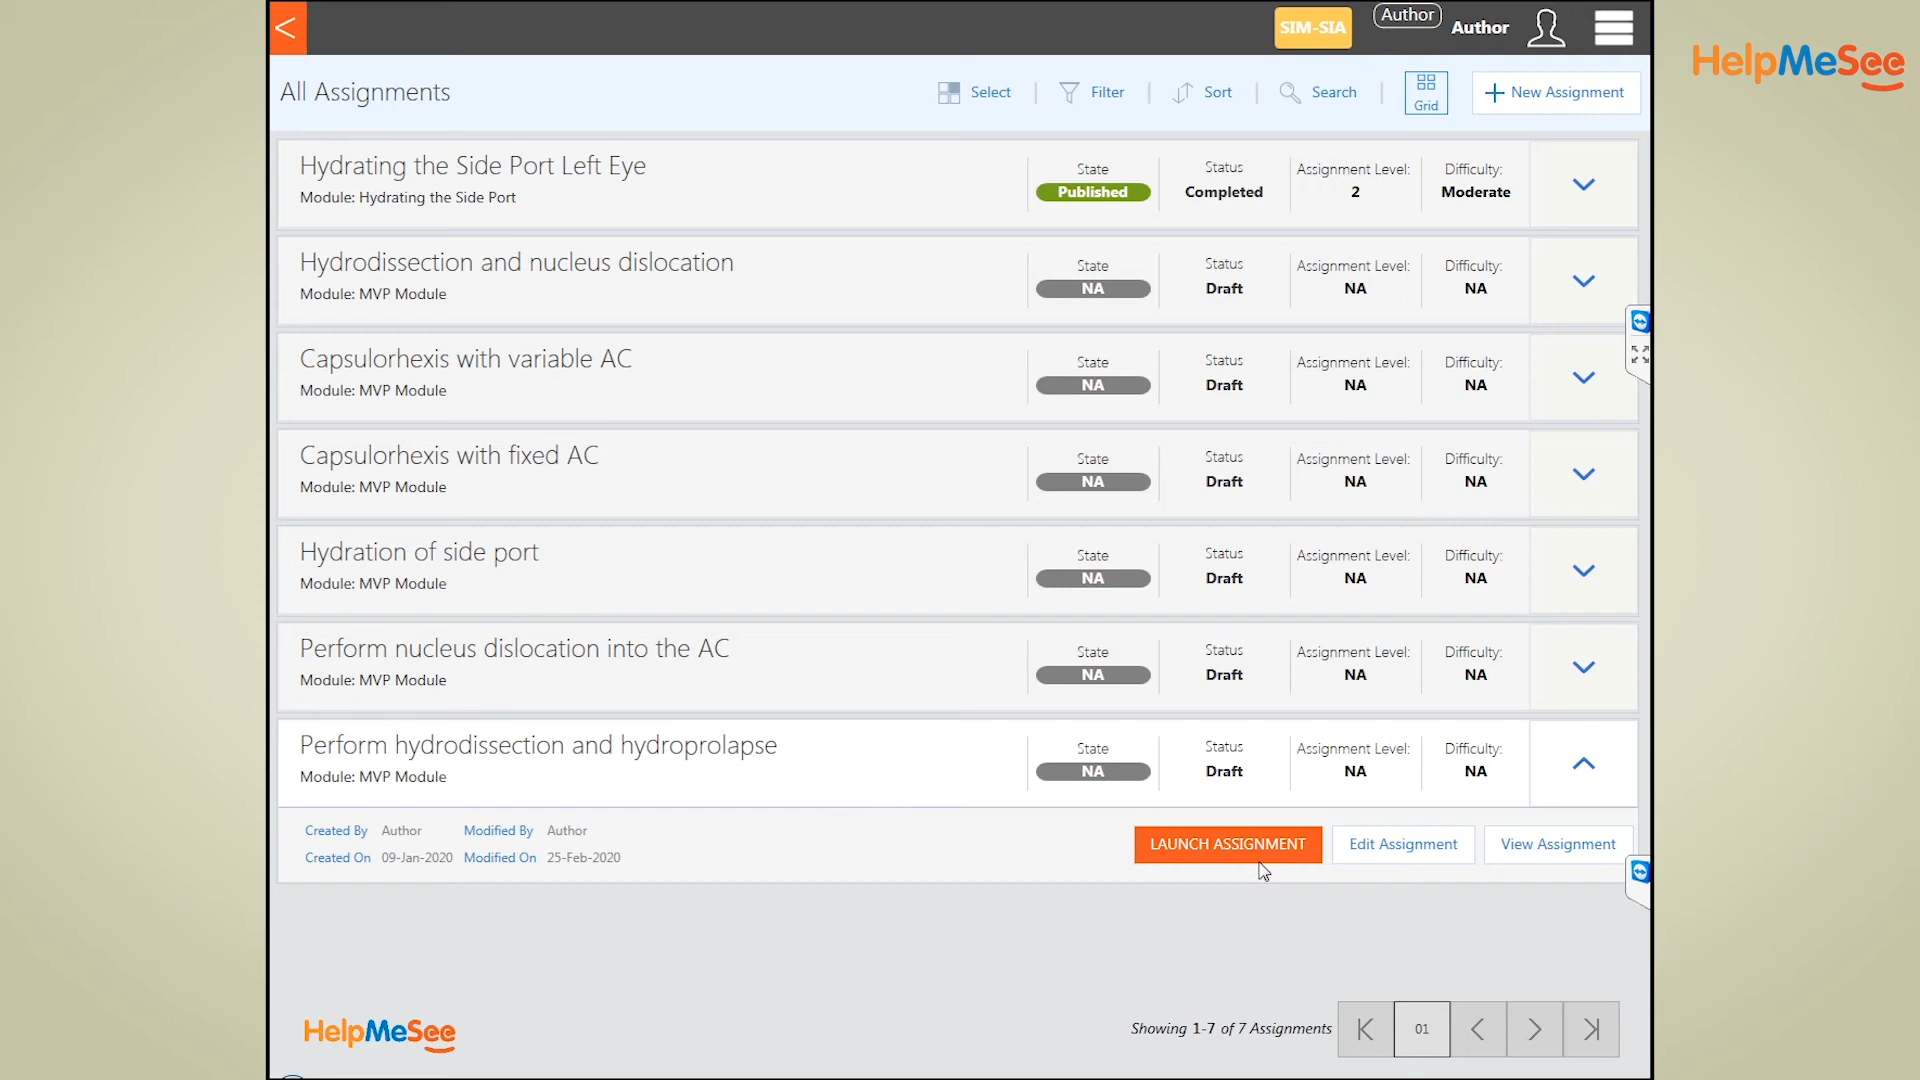 <
SIM-SIA
Author
Author
HelpMeSee
All Assignments
Select
Filter
Sort
Search
Grid
New Assignment
Hydrating the Side Port Left Eye
Module: Hydrating the Side Port
State
Published
Status
Completed
Assignment Level:
2
Difficulty:
Moderate
Hydrodissection and nucleus dislocation
Module: MVP Module
State
NA
Status
Draft
Assignment Level:
NA
Difficulty:
NA
Capsulorhexis with variable AC
Module: MVP Module
State
NA
Status
Draft
Assignment Level:
NA
Difficulty:
NA
Capsulorhexis with fixed AC
Module: MVP Module
State
NA
Status
Draft
Assignment Level:
NA
Difficulty:
NA
Hydration of side port
Module: MVP Module
State
NA
Status
Draft
Assignment Level:
NA
Difficulty:
NA
Perform nucleus dislocation into the AC
Module: MVP Module
State
NA
Status
Draft
Assignment Level:
NA
Difficulty:
NA
Perform hydrodissection and hydroprolapse
Module: MVP Module
State
NA
Status
Draft
Assignment Level:
NA
Difficulty:
NA
Created By Author Modified By Author
Created On 09-Jan-2020 Modified On 25-Feb-2020
LAUNCH ASSIGNMENT
Edit Assignment
View Assignment
HelpMeSee
Showing 1-7 of 7 Assignments
01